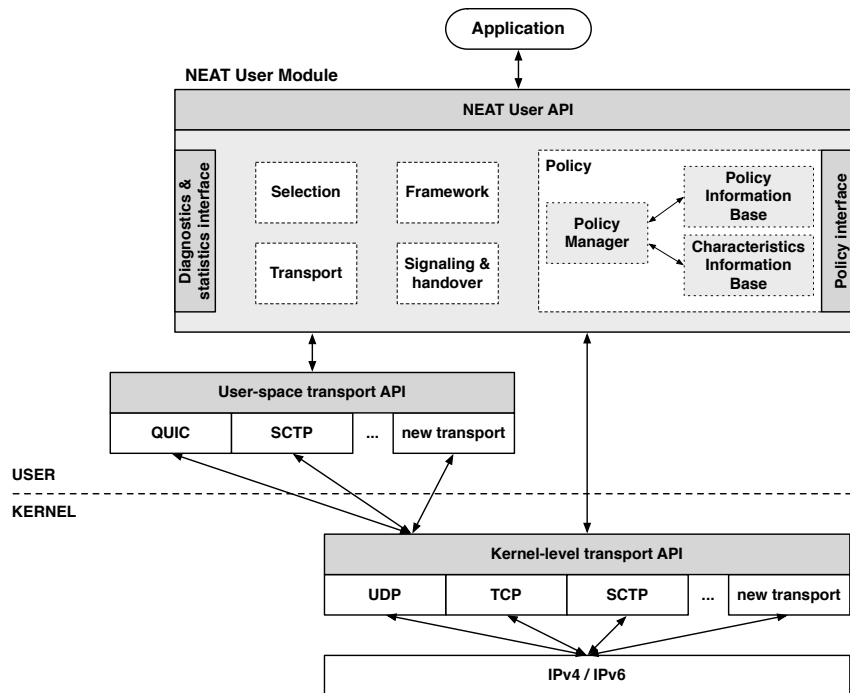 Application
NEAT User Module
NEAT User API
Diagnostics &
statistics interface
Selection
Framework
Transport
Signaling &
handover
Policy
Policy
Manager
Policy
Information
Base
Characteristics
Information
Base
Policy interface
User-space transport API
QUIC
SCTP
...
new transport
USER
KERNEL
Kernel-level transport API
UDP
TCP
SCTP
...
new transport
IPv4 / IPv6